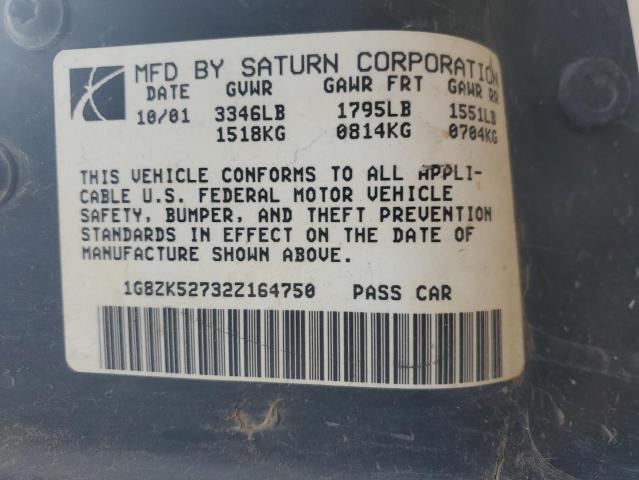 MFD BY SATURN CORPORATION
DATE GVWR GAWR FRT GAWR RR
10/01 3346LB 1795LB 1551LB
1518KG 0814KG 0704KG
THIS VEHICLE CONFORMS TO ALL APPLI-
CABLE U.S. FEDERAL MOTOR VEHICLE
SAFETY, BUMPER, AND THEFT PREVENTION
STANDARDS IN EFFECT ON THE DATE OF
MANUFACTURE SHOWN ABOVE.
1G8ZK52732Z164750 PASS CAR